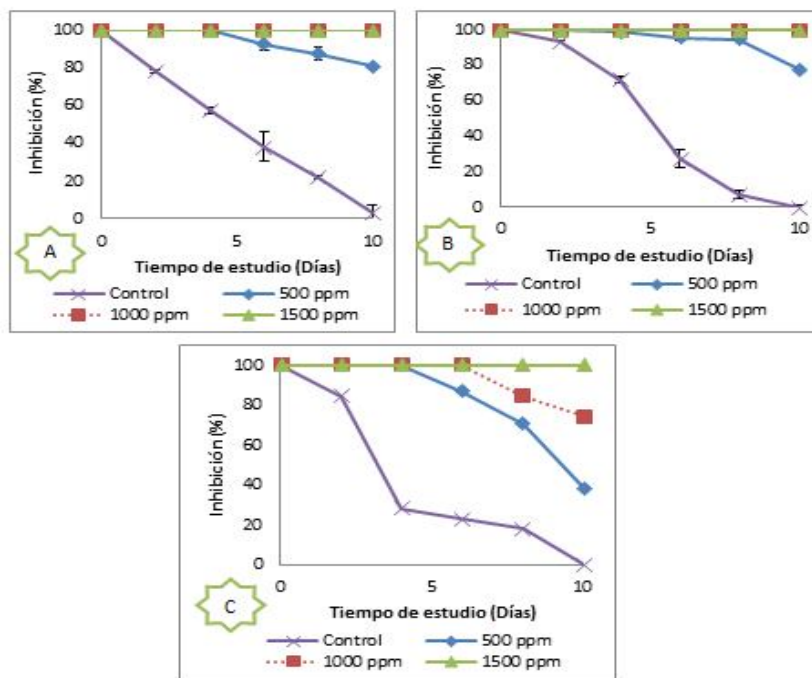 100
80
60
40
20
0
Inhibición (%)
0
5
10
Tiempo de estudio (Días)
A
Control
500 ppm
1000 ppm
1500 ppm
100
80
60
40
20
0
Inhibición (%)
0
5
10
Tiempo de estudio (Días)
B
Control
500 ppm
1000 ppm
1500 ppm
100
80
60
40
20
0
Inhibición (%)
0
5
10
Tiempo de estudio (Días)
C
Control
500 ppm
1000 ppm
1500 ppm